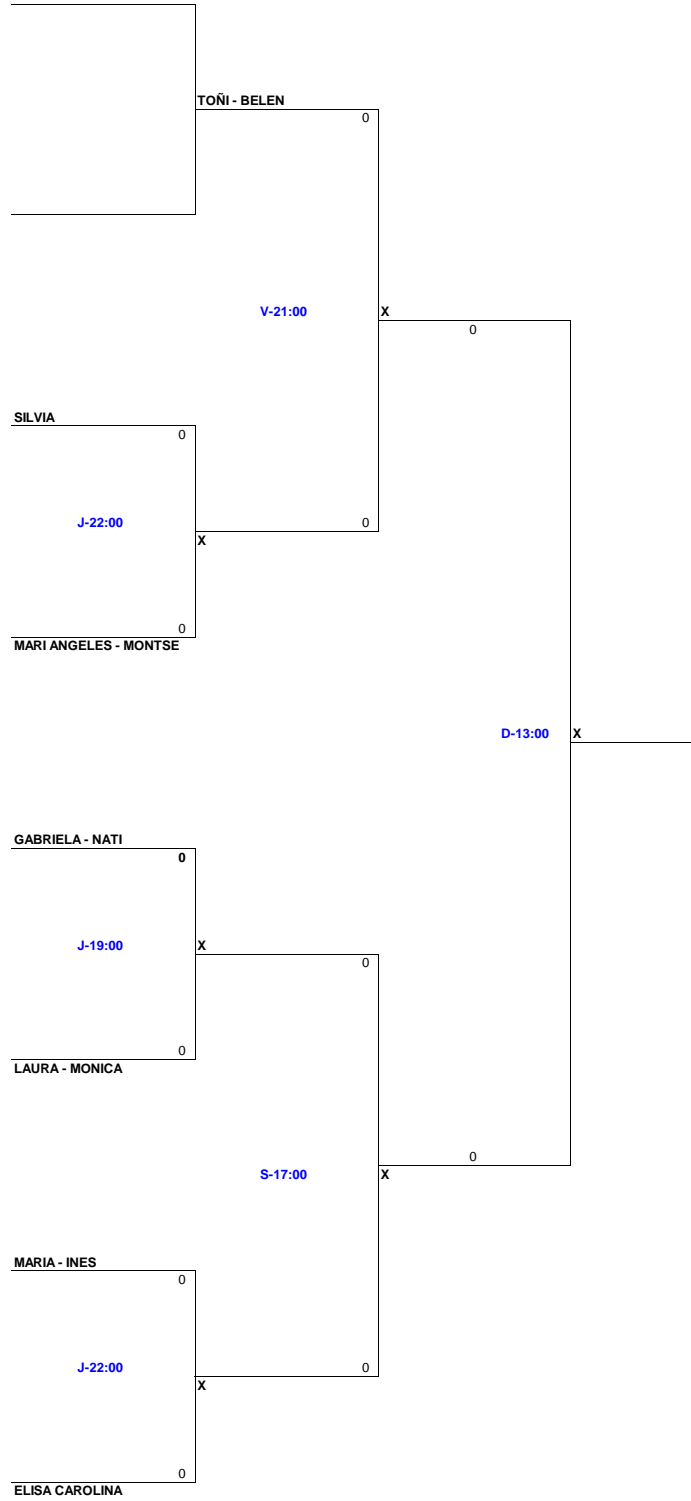 TOÑI - BELEN
0
V-21:00
X
0
SILVIA
0
J-22:00
0
X
0
MARI ANGELES - MONTSE
D-13:00
X
GABRIELA - NATI
0
J-19:00
X
0
0
LAURA - MONICA
0
S-17:00
X
MARIA - INES
0
J-22:00
0
X
0
ELISA CAROLINA